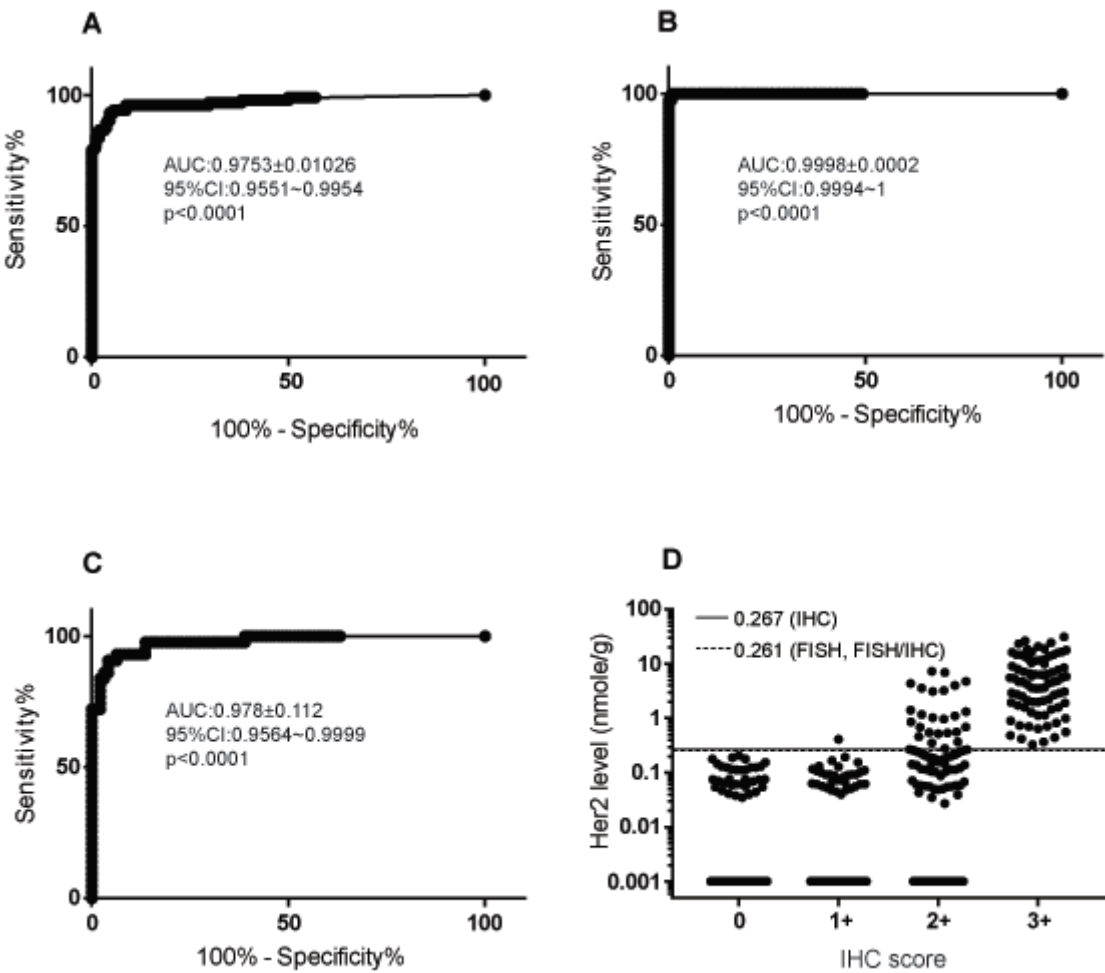 A
Sensitivity%
100
50
0
AUC:0.9753±0.01026
95%CI:0.9551~0.9954
p<0.0001
0 50 100
100% - Specificity%
B
Sensitivity%
100
50
0
AUC:0.9998±0.0002
95%CI:0.9994~1
p<0.0001
0 50 100
100% - Specificity%
C
Sensitivity%
100
50
0
AUC:0.978±0.112
95%CI:0.9564~0.9999
p<0.0001
0 50 100
100% - Specificity%
D
Her2 level (nmole/g)
100
10
1
0.1
0.01
0.001
0.267 (IHC)
0.261 (FISH, FISH/IHC)
0 1+ 2+ 3+
IHC score